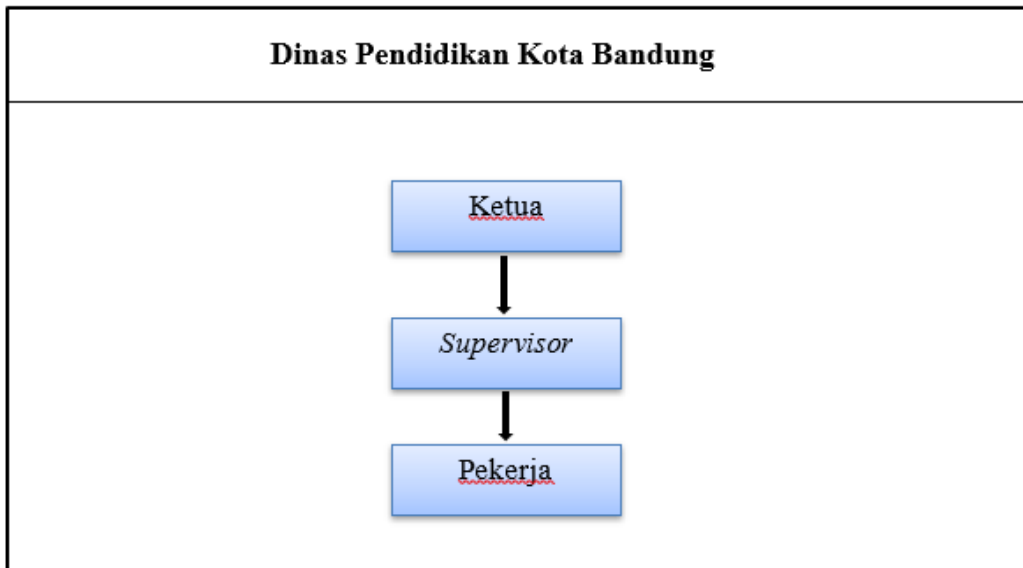 Dinas Pendidikan Kota Bandung
Ketua
Supervisor
Pekerja